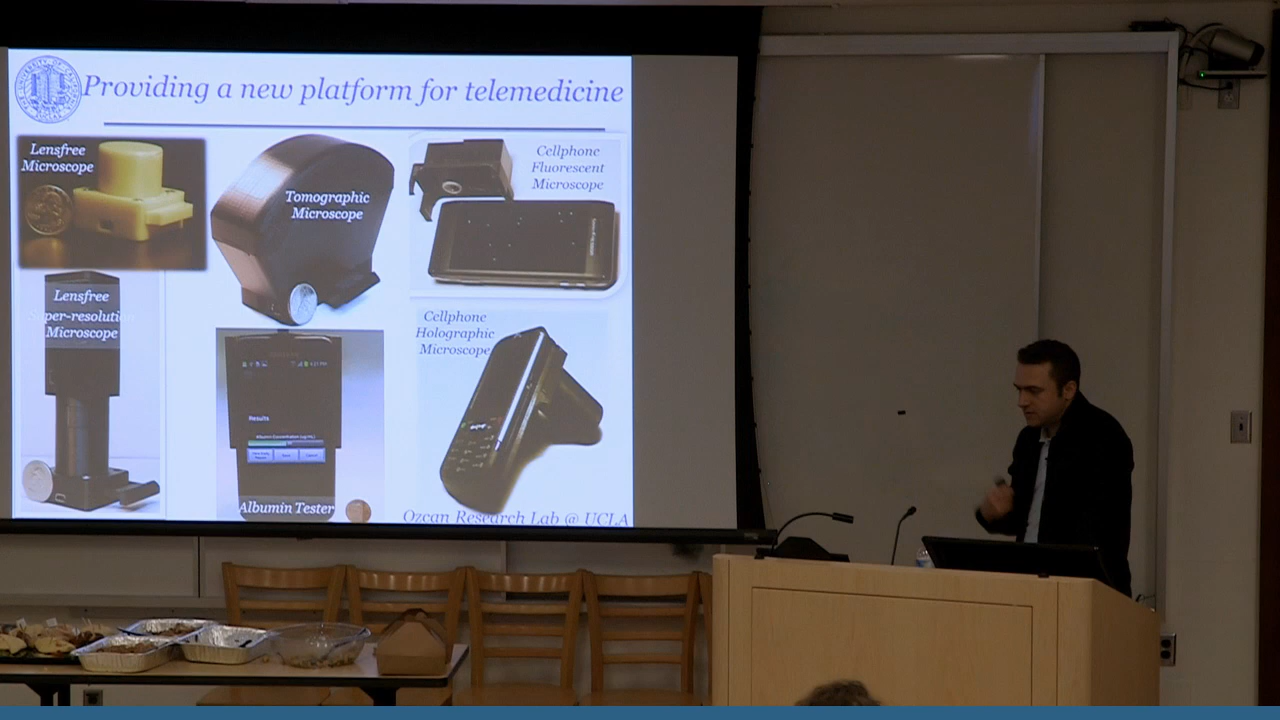 Providing a new platform for telemedicine
Lensfree
Microscope
Tomographic
Microscope
Cellphone
Fluorescent
Microscope
Lensfree
Super-resolution
Microscope
Cellphone
Holographic
Microscope
Results
Albumin Tester
Ozcan Research Lab @ UCLA